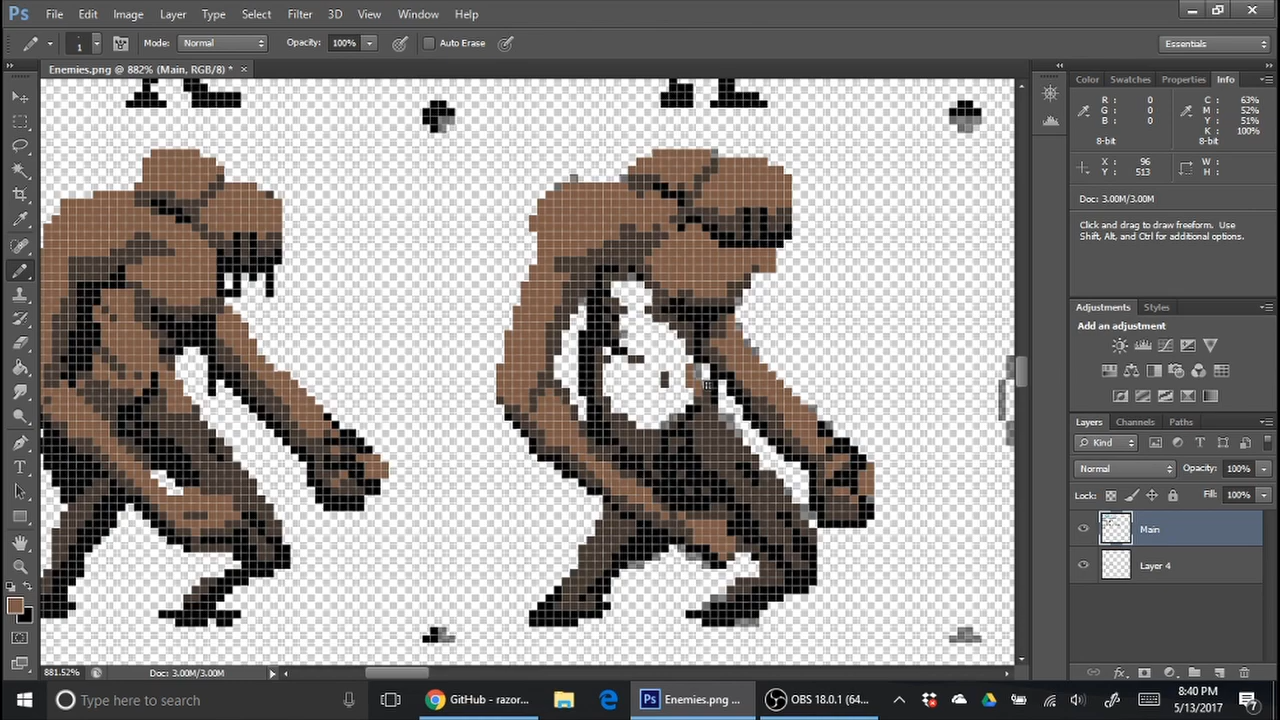 Ps File Edit Image Layer Type Select Filter 3D View Window Help
1 Mode: Normal Opacity: 100% Auto Erase Essentials
Enemies.png @ 882% (Main, RGB/8) * ×
Color Swatches Properties Info
R: 0 C: 63%
G: 0 M: 52%
B: 0 Y: 51%
K: 100%
8-bit 8-bit
X: 96 W:
Y: 513 H:
Doc: 3.00M/3.00M
Click and drag to draw freeform. Use
Shift, Alt, and Ctrl for additional options.
Adjustments Styles
Add an adjustment
Layers Channels Paths
Kind
Normal Opacity: 100%
Lock: Fill: 100%
Main
Layer 4
881.52% Doc: 3.00M/3.00M
Type here to search GitHub - razor... Ps Enemies.png ... OBS 18.0.1 (64... 8:40 PM
5/13/2017